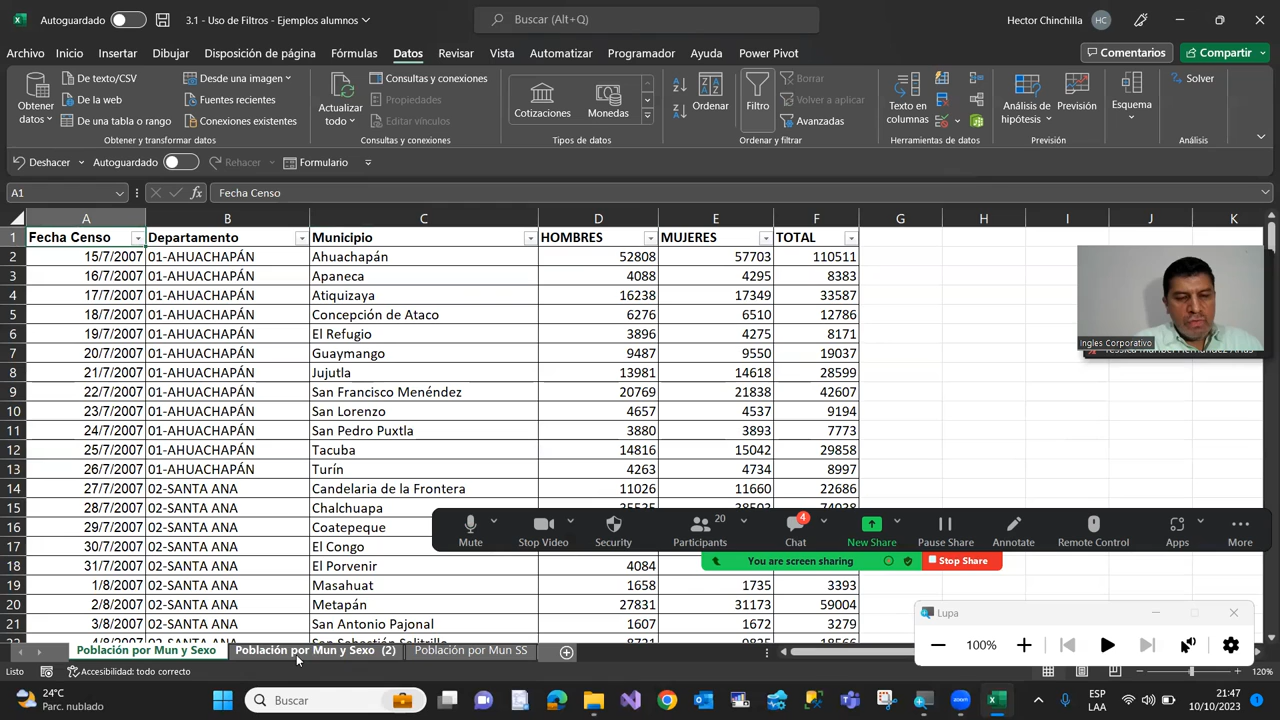 Autoguardado
3.1 - Uso de Filtros - Ejemplos alumnos
Buscar (Alt+Q)
Hector Chinchilla
HC
Archivo Inicio Insertar Dibujar Disposición de página Fórmulas Datos Revisar Vista Automatizar Programador Ayuda Power Pivot
Comentarios
Compartir
Obtener datos
De texto/CSV
De la web
De una tabla o rango
Desde una imagen
Fuentes recientes
Conexiones existentes
Obtener y transformar datos
Actualizar todo
Consultas y conexiones
Propiedades
Editar vínculos
Consultas y conexiones
Cotizaciones
Monedas
Tipos de datos
Ordenar
Filtro
Borrar
Volver a aplicar
Avanzadas
Ordenar y filtrar
Texto en columnas
Herramientas de datos
Análisis de hipótesis
Previsión
Previsión
Esquema
Solver
Análisis
Deshacer Autoguardado Rehacer Formulario
A1 fx Fecha Censo
A B C D E F G H I J K
1 Fecha Censo Departamento Municipio HOMBRES MUJERES TOTAL
2 15/7/2007 01-AHUACHAPÁN Ahuachapán 52808 57703 110511
3 16/7/2007 01-AHUACHAPÁN Apaneca 4088 4295 8383
4 17/7/2007 01-AHUACHAPÁN Atiquizaya 16238 17349 33587
5 18/7/2007 01-AHUACHAPÁN Concepción de Ataco 6276 6510 12786
6 19/7/2007 01-AHUACHAPÁN El Refugio 3896 4275 8171
7 20/7/2007 01-AHUACHAPÁN Guaymango 9487 9550 19037
8 21/7/2007 01-AHUACHAPÁN Jujutla 13981 14618 28599
9 22/7/2007 01-AHUACHAPÁN San Francisco Menéndez 20769 21838 42607
10 23/7/2007 01-AHUACHAPÁN San Lorenzo 4657 4537 9194
11 24/7/2007 01-AHUACHAPÁN San Pedro Puxtla 3880 3893 7773
12 25/7/2007 01-AHUACHAPÁN Tacuba 14816 15042 29858
13 26/7/2007 01-AHUACHAPÁN Turín 4263 4734 8997
14 27/7/2007 02-SANTA ANA Candelaria de la Frontera 11026 11660 22686
15 28/7/2007 02-SANTA ANA Chalchuapa
16 29/7/2007 02-SANTA ANA Coatepeque
17 30/7/2007 02-SANTA ANA El Congo
18 31/7/2007 02-SANTA ANA El Porvenir 4084
19 1/8/2007 02-SANTA ANA Masahuat 1658 1735 3393
20 2/8/2007 02-SANTA ANA Metapán 27831 31173 59004
21 3/8/2007 02-SANTA ANA San Antonio Pajonal 1607 1672 3279
Ingles Corporativo
Mute Stop Video Security Participants 20 Chat 4 New Share Pause Share Annotate Remote Control Apps More
You are screen sharing
Stop Share
Lupa
100%
Población por Mun y Sexo Población por Mun y Sexo (2) Población por Mun SS
Listo Accesibilidad: todo correcto
120%
24°C
Parc. nublado
Buscar
zoom
ESP
LAA
21:47
10/10/2023
1